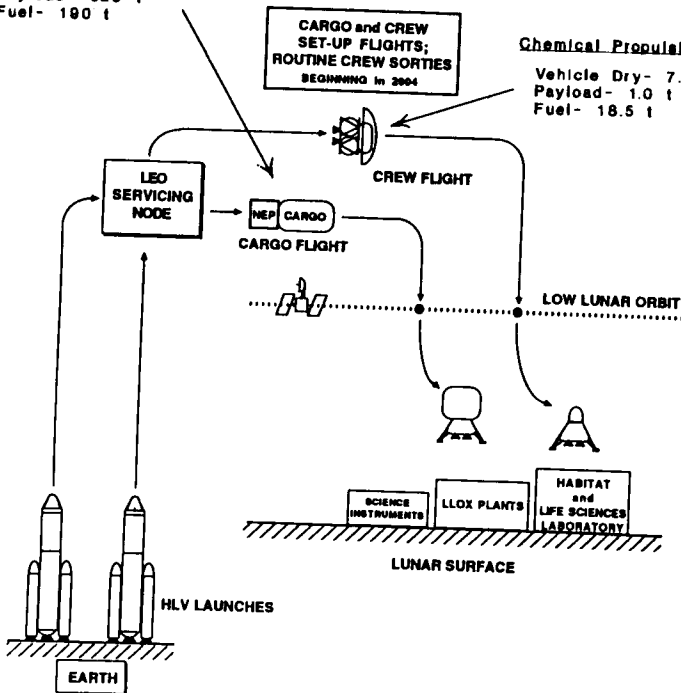 Fuel- 190 t
CARGO and CREW
SET-UP FLIGHTS;
ROUTINE CREW SORTIES
BEGINNING in 2004
Chemical
Vehicle Dry- 7.
Payload- 1.0 t
Fuel- 18.5 t
LEO
SERVICING
NODE
CREW FLIGHT
NEP
CARGO
CARGO FLIGHT
LOW LUNAR ORBIT
SCIENCE
INSTRUMENTS
LLOX PLANTS
HABITAT
and
LIFE SCIENCES
LABORATORY
LUNAR SURFACE
HLV LAUNCHES
EARTH